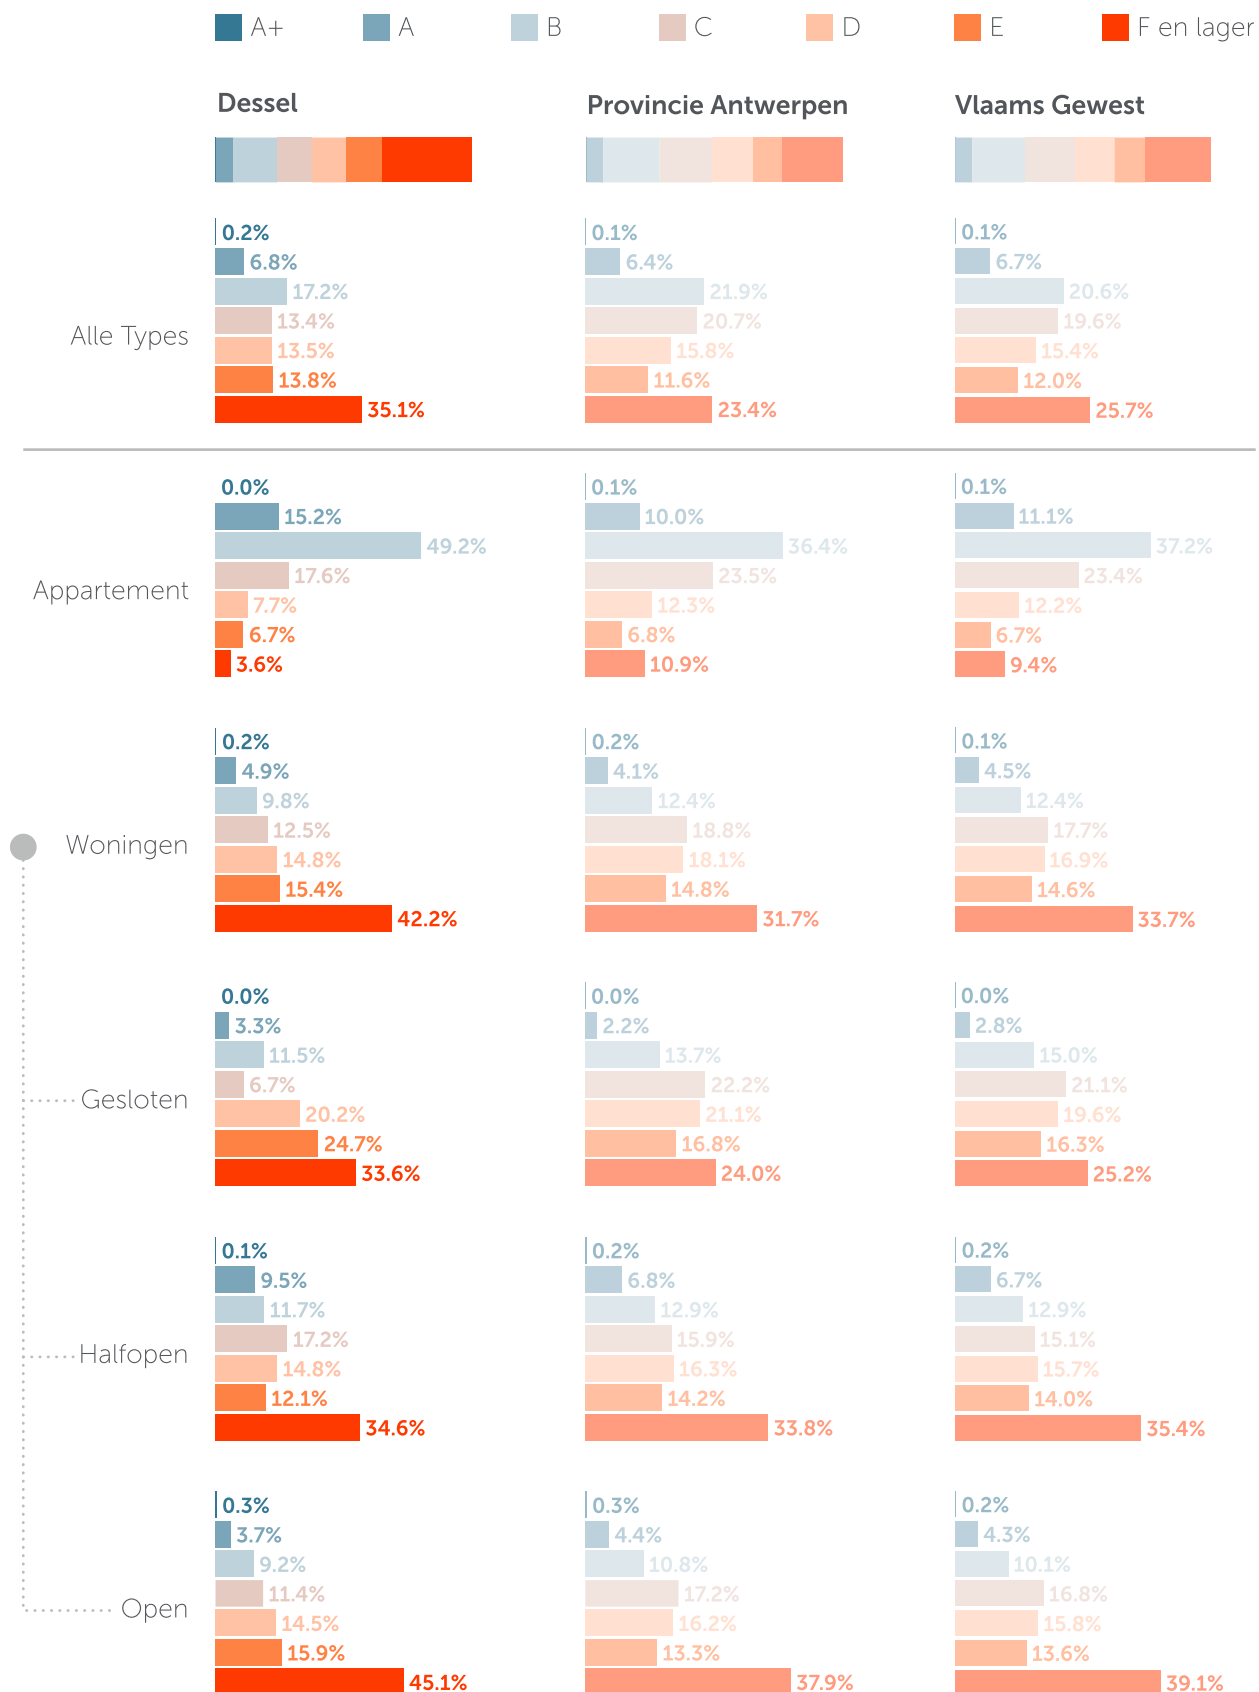 A+ A B C D E F en lager
Dessel Provincie Antwerpen Vlaams Gewest
0.2% 0.1% 0.1%
6.8% 6.4% 6.7%
17.2% 21.9% 20.6%
13.4% 20.7% 19.6%
Alle Types
13.5% 15.8% 15.4%
13.8% 11.6% 12.0%
35.1% 23.4% 25.7%
0.0% 0.1% 0.1%
15.2% 10.0% 11.1%
49.2% 36.4% 37.2%
17.6% 23.5% 23.4%
Appartement
7.7% 12.3% 12.2%
6.7% 6.8% 6.7%
3.6% 10.9% 9.4%
0.2% 0.2% 0.1%
4.9% 4.1% 4.5%
9.8% 12.4% 12.4%
12.5% 18.8% 17.7%
Woningen
14.8% 18.1% 16.9%
15.4% 14.8% 14.6%
42.2% 31.7% 33.7%
0.0% 0.0% 0.0%
3.3% 2.2% 2.8%
11.5% 13.7% 15.0%
6.7% 22.2% 21.1%
Gesloten
20.2% 21.1% 19.6%
24.7% 16.8% 16.3%
33.6% 24.0% 25.2%
0.1% 0.2% 0.2%
9.5% 6.8% 6.7%
11.7% 12.9% 12.9%
17.2% 15.9% 15.1%
Halfopen
14.8% 16.3% 15.7%
12.1% 14.2% 14.0%
34.6% 33.8% 35.4%
0.3% 0.3% 0.2%
3.7% 4.4% 4.3%
9.2% 10.8% 10.1%
11.4% 17.2% 16.8%
Open
14.5% 16.2% 15.8%
15.9% 13.3% 13.6%
45.1% 37.9% 39.1%